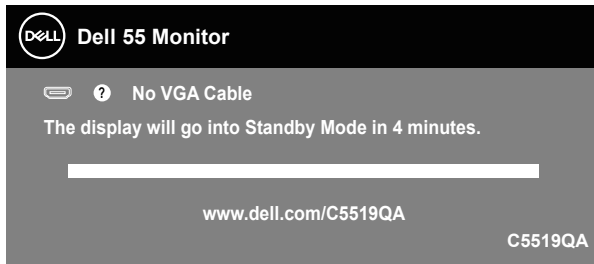 DELL Dell 55 Monitor
? No VGA Cable
The display will go into Standby Mode in 4 minutes.
www.dell.com/C5519QA
C5519QA